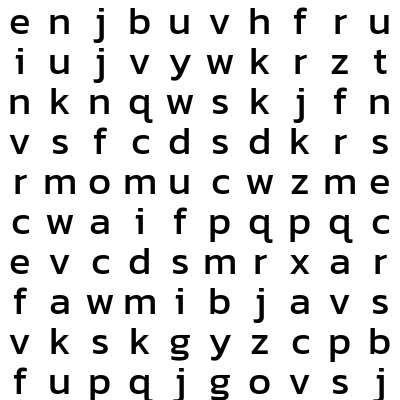 e n j b u v h f r u
i u j v y w k r z t
n k n q w s k j f n
v s f c d s d k r s
r m o m u c w z m e
c w a i f p q p q c
e v c d s m r x a r
f a w m i b j a v s
v k s k g y z c p b
f u p q j g o v s j